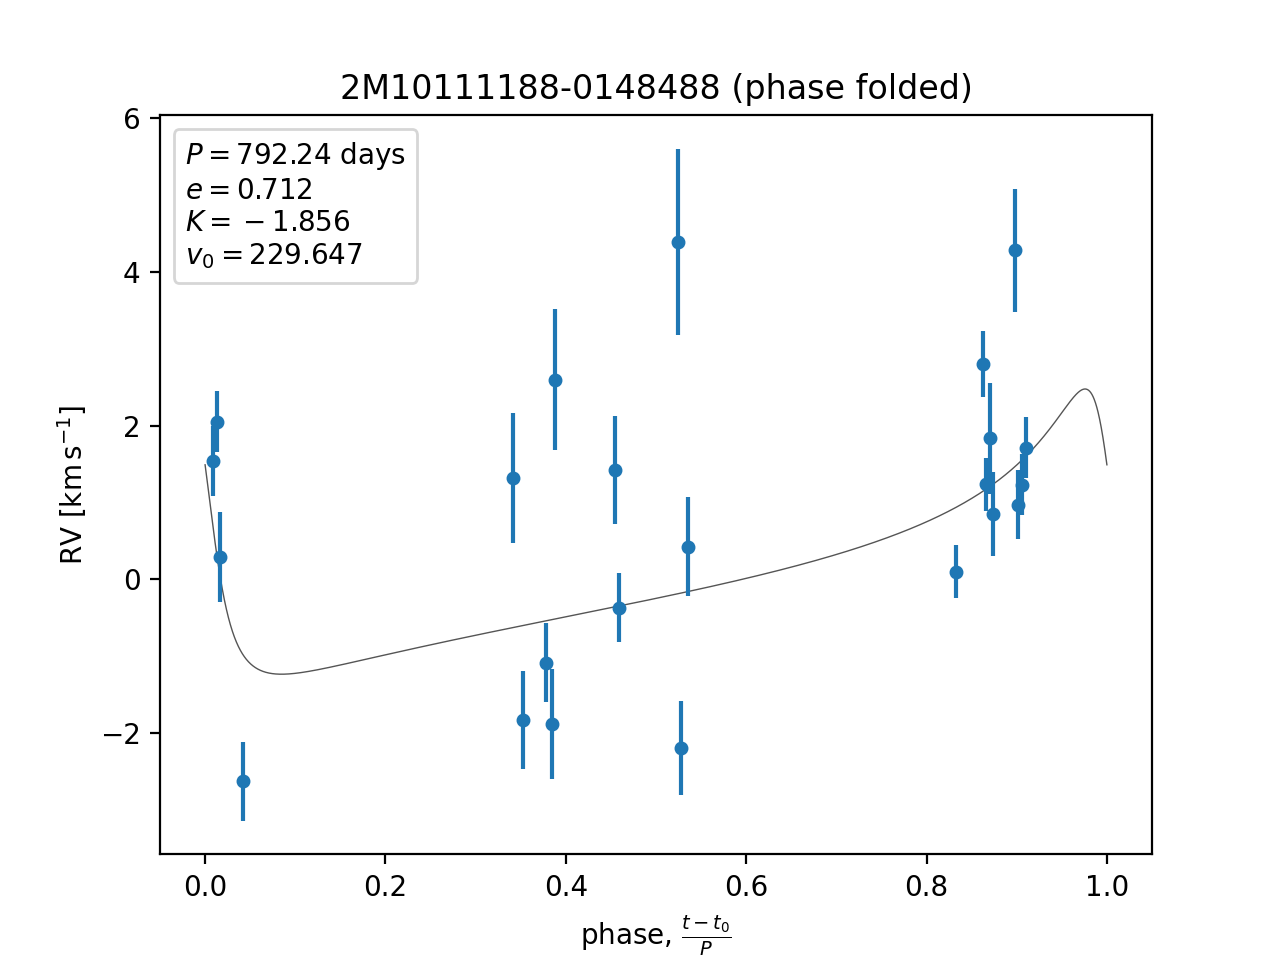 2M10111188-0148488 (phase folded)
P = 792.24 days
e = 0.712
K = −1.856
v₀ = 229.647
6
4
2
0
−2
RV [km s⁻¹]
0.0 0.2 0.4 0.6 0.8 1.0
phase, (t − t₀)/P